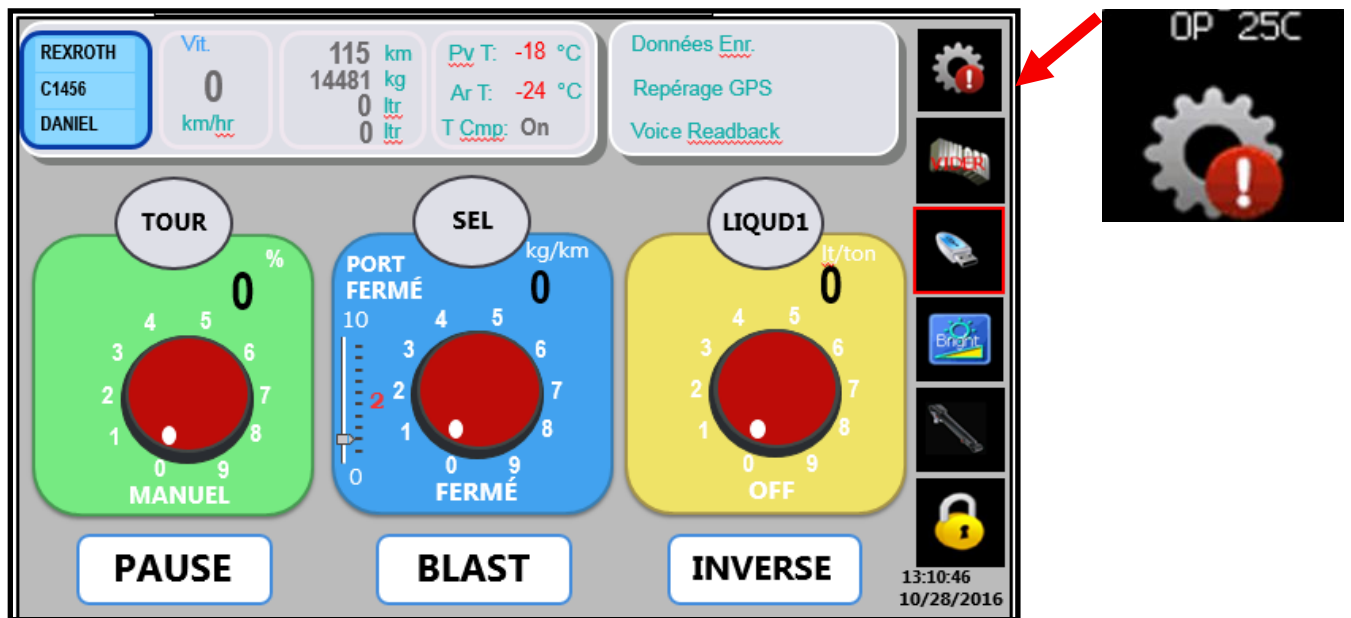 REXROTH
C1456
DANIEL
Vit.
0
km/hr
115 km
14481 kg
0 ltr
0 ltr
Pv T: -18 °C
Ar T: -24 °C
T Cmp: On
Données Enr.
Repérage GPS
Voice Readback
OP 25C
VIDER
Bright
TOUR
%
0
0 1 2 3 4 5 6 7 8 9
MANUEL
SEL
kg/km
PORT
FERMÉ
0
10
2
0
0 1 2 3 4 5 6 7 8 9
FERMÉ
LIQUD1
lt/ton
0
0 1 2 3 4 5 6 7 8 9
OFF
PAUSE
BLAST
INVERSE
13:10:46
10/28/2016